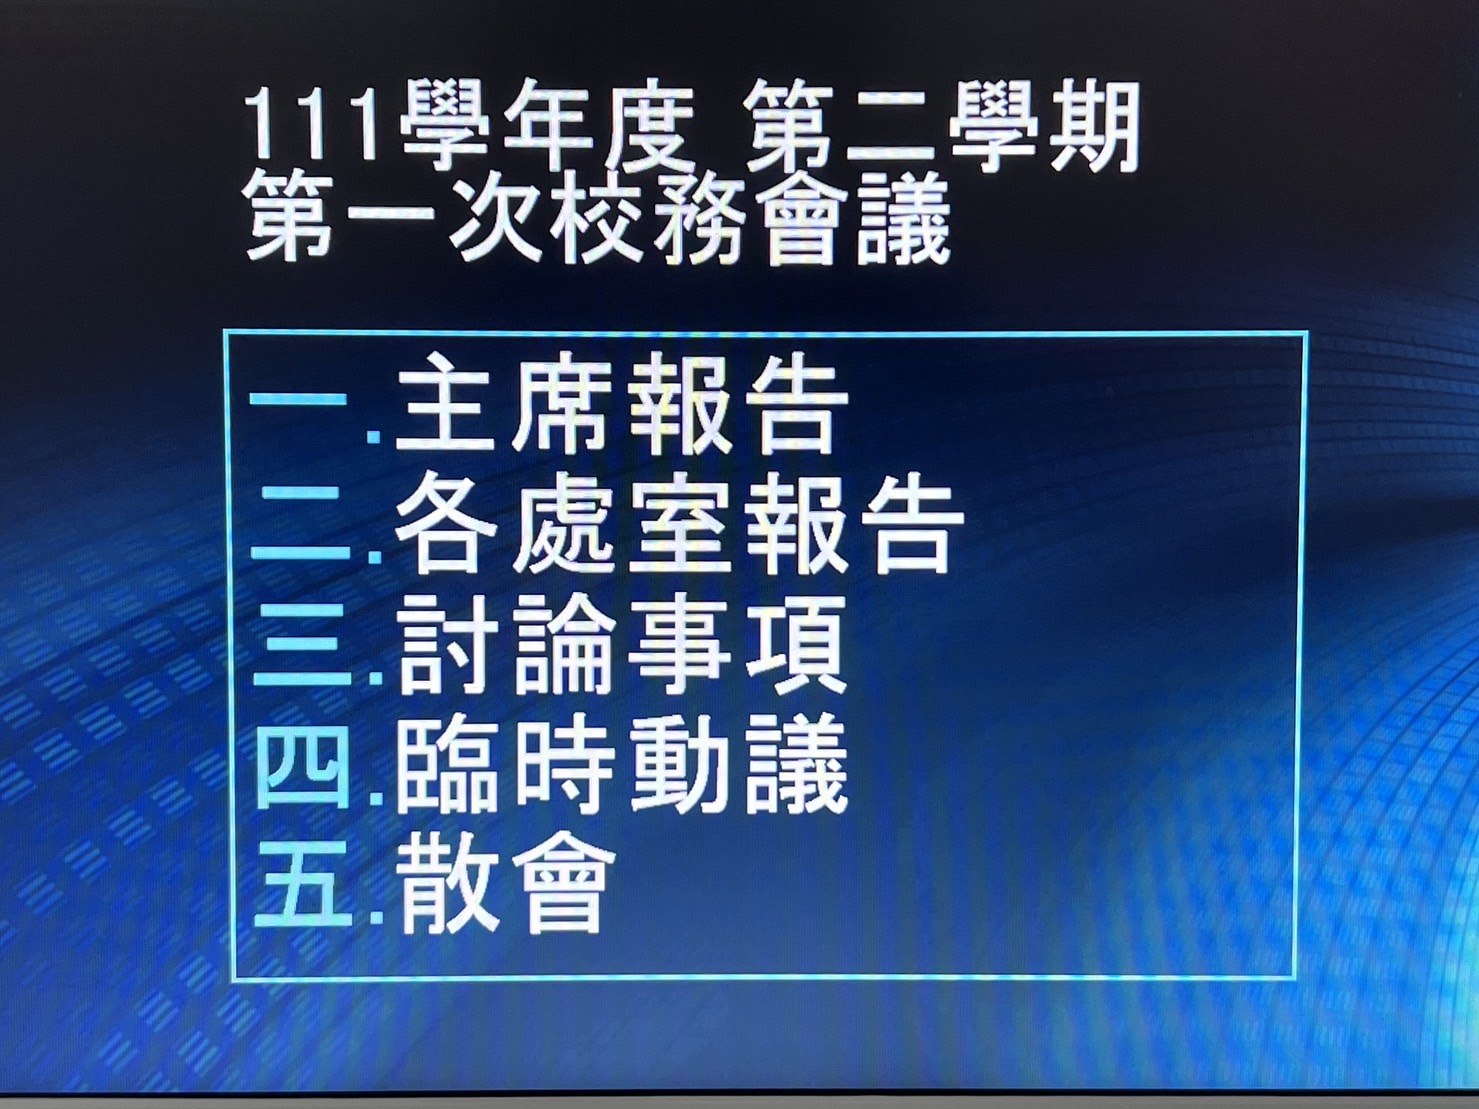 111學年度 第二學期
第一次校務會議
一.主席報告
二.各處室報告
三.討論事項
四.臨時動議
五.散會